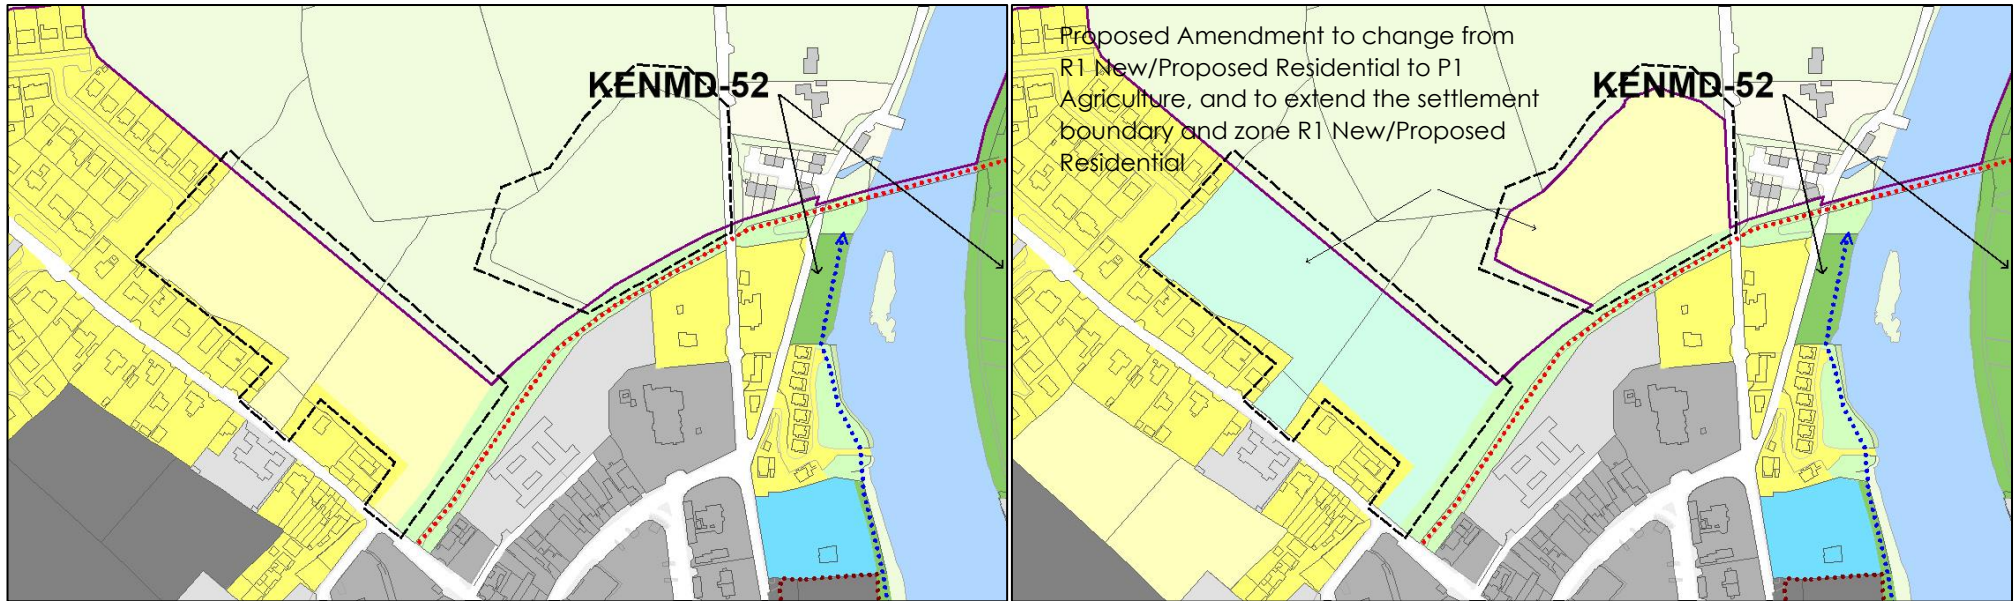 KENMD-52
Proposed Amendment to change from
R1 New/Proposed Residential to P1
Agriculture, and to extend the settlement
boundary and zone R1 New/Proposed
Residential
KENMD-52